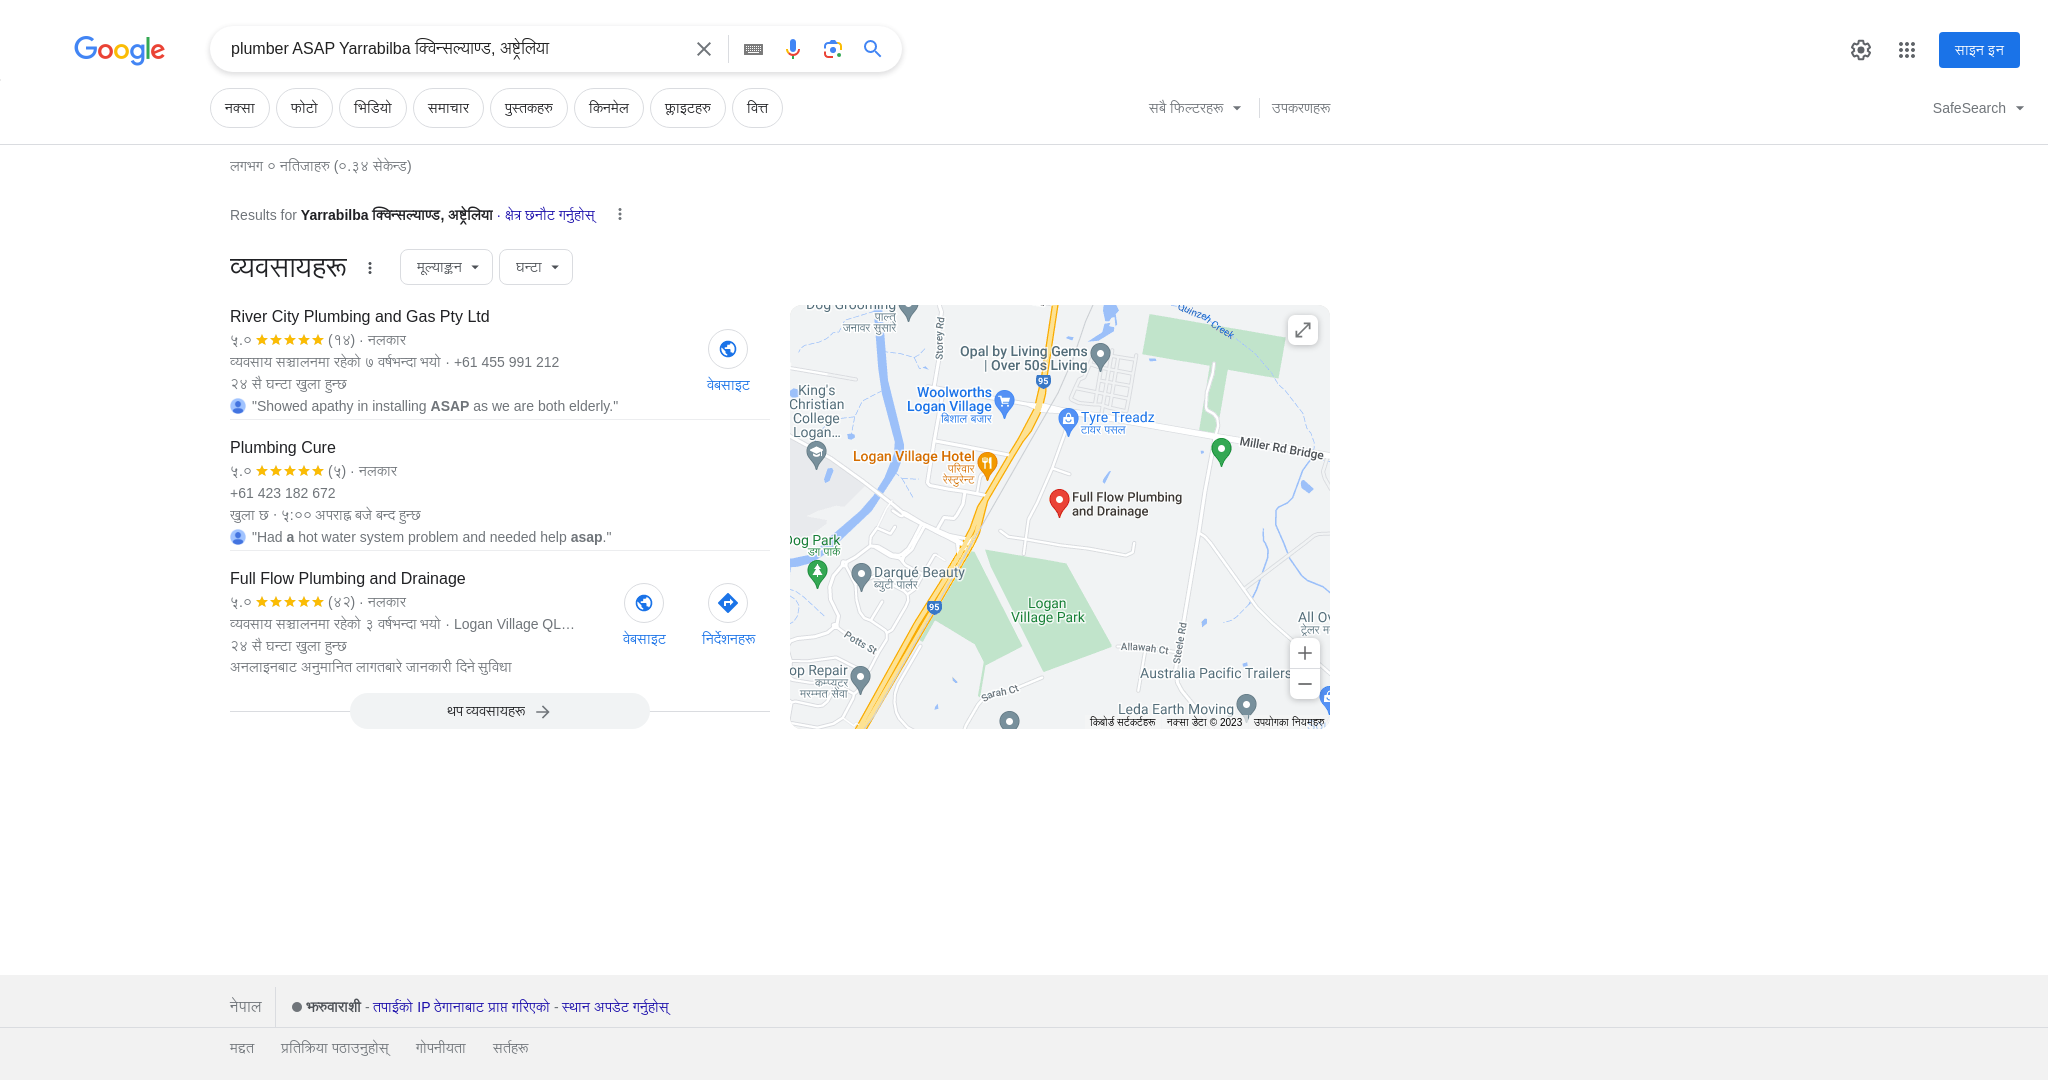 Google
plumber ASAP Yarrabilba क्विन्सल्याण्ड, अष्ट्रेलिया
साइन इन
नक्सा
फोटो
भिडियो
समाचार
पुस्तकहरु
किनमेल
फ्लाइटहरु
वित्त
सबै फिल्टरहरू
उपकरणहरू
SafeSearch
लगभग ० नतिजाहरु (०.३४ सेकेन्ड)
Results for Yarrabilba क्विन्सल्याण्ड, अष्ट्रेलिया · क्षेत्र छनौट गर्नुहोस्
व्यवसायहरू
मूल्याङ्कन
घन्टा
River City Plumbing and Gas Pty Ltd
५.० (१४) · नलकार
व्यवसाय सञ्चालनमा रहेको ७ वर्षभन्दा भयो · +61 455 991 212
२४ सै घन्टा खुला हुन्छ
"Showed apathy in installing ASAP as we are both elderly."
वेबसाइट
Plumbing Cure
५.० (५) · नलकार
+61 423 182 672
खुला छ · ५:०० अपराह्न बजे बन्द हुन्छ
"Had a hot water system problem and needed help asap."
Full Flow Plumbing and Drainage
५.० (४२) · नलकार
व्यवसाय सञ्चालनमा रहेको ३ वर्षभन्दा भयो · Logan Village QL…
२४ सै घन्टा खुला हुन्छ
अनलाइनबाट अनुमानित लागतबारे जानकारी दिने सुविधा
वेबसाइट
निर्देशनहरू
थप व्यवसायहरू
Dog Grooming
पाल्तु
जनावर सुसारे
Storey Rd
Quinzeh Creek
Opal by Living Gems
| Over 50s Living
95
King's
Christian
College
Logan...
Woolworths
Logan Village
बिशाल बजार
Tyre Treadz
टायर पसल
Miller Rd Bridge
Logan Village Hotel
परिवार
रेस्टुरेन्ट
Full Flow Plumbing
and Drainage
Dog Park
डग पार्क
Darqué Beauty
ब्युटी पार्लर
95
Logan
Village Park
All O
ट्रेलर म
Potts St
Steele Rd
Allawah Ct
Australia Pacific Trailers
op Repair
कम्प्युटर
मरम्मत सेवा
Sarah Ct
Leda Earth Moving
किबोर्ड सर्टकर्टहरू
नक्सा डेटा © 2023
उपयोगका नियमहरु
नेपाल
फरुवाराशी - तपाईंको IP ठेगानाबाट प्राप्त गरिएको - स्थान अपडेट गर्नुहोस्
मद्दत
प्रतिक्रिया पठाउनुहोस्
गोपनीयता
सर्तहरू